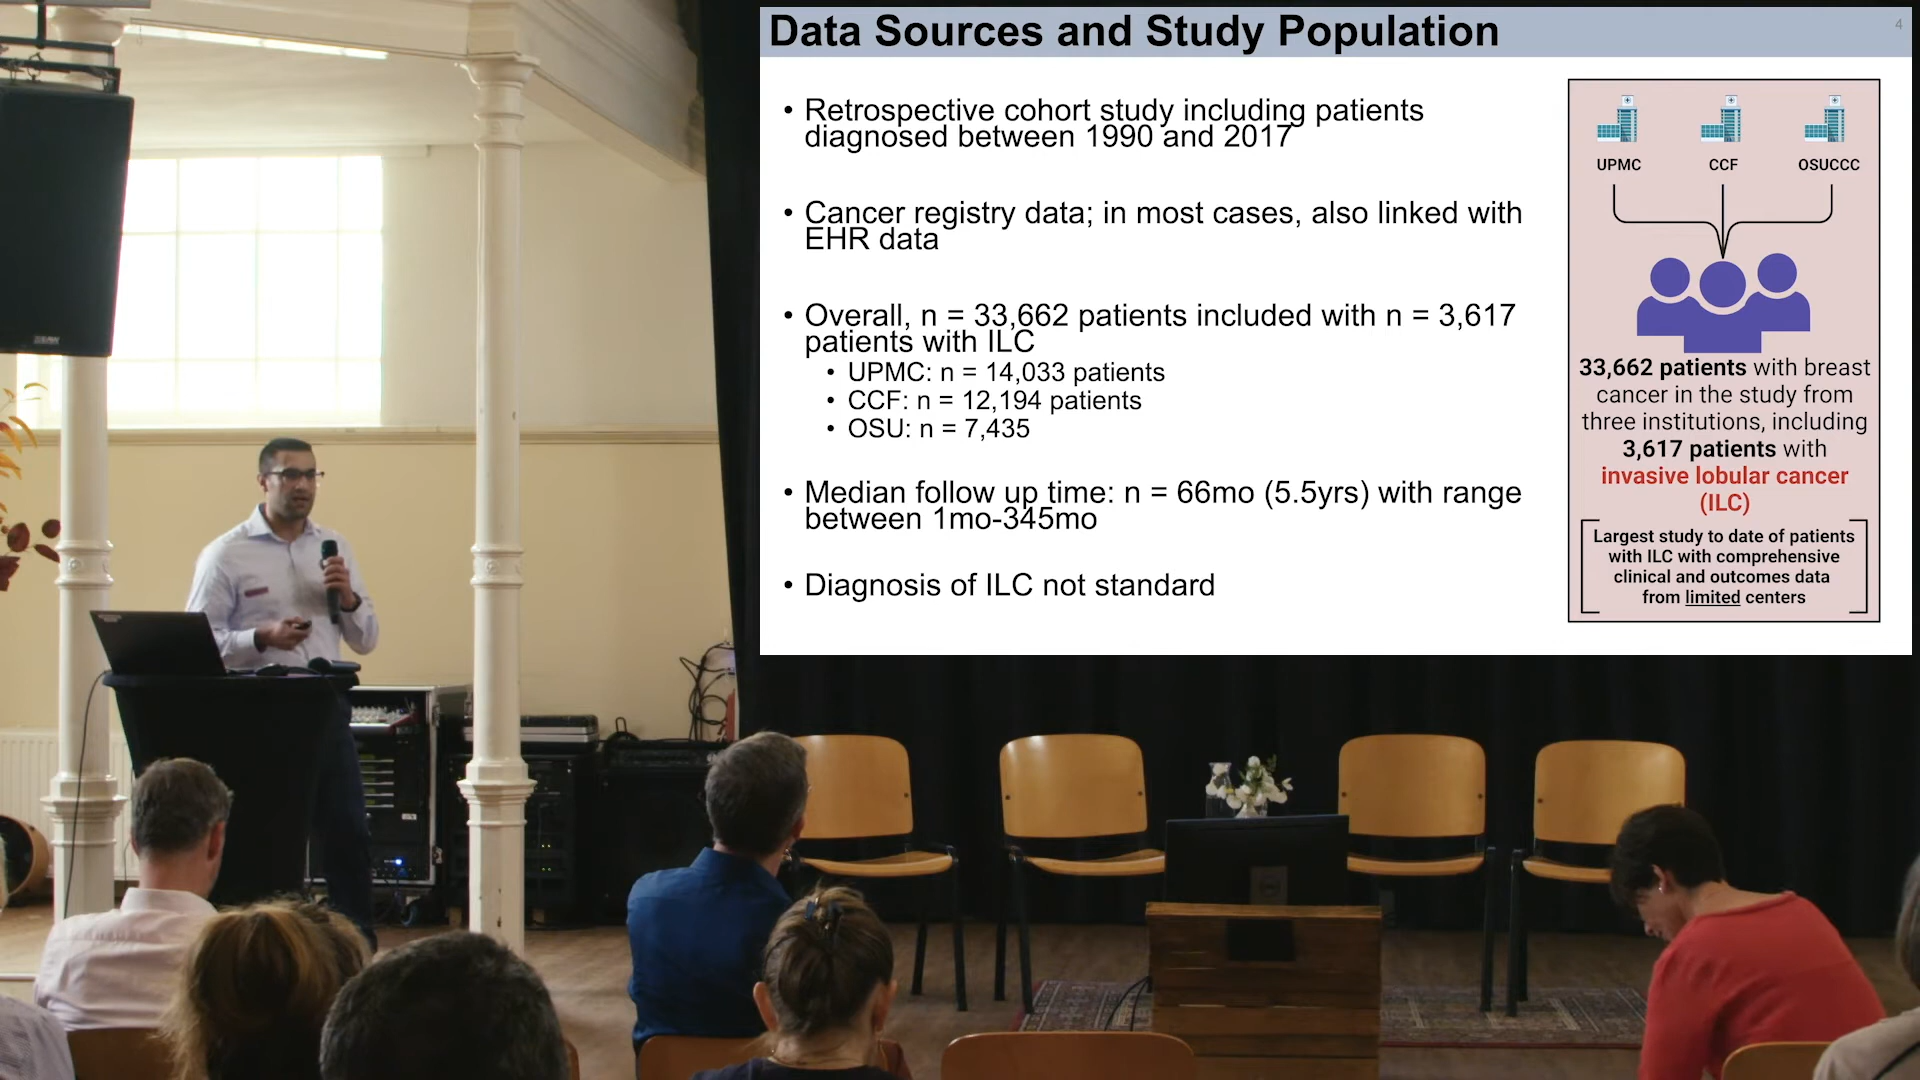 Data Sources and Study Population
4
• Retrospective cohort study including patients
diagnosed between 1990 and 2017
• Cancer registry data; in most cases, also linked with
EHR data
• Overall, n = 33,662 patients included with n = 3,617
patients with ILC
• UPMC: n = 14,033 patients
• CCF: n = 12,194 patients
• OSU: n = 7,435
• Median follow up time: n = 66mo (5.5yrs) with range
between 1mo-345mo
• Diagnosis of ILC not standard
UPMC
CCF
OSUCCC
33,662 patients with breast
cancer in the study from
three institutions, including
3,617 patients with
invasive lobular cancer
(ILC)
Largest study to date of patients
with ILC with comprehensive
clinical and outcomes data
from limited centers